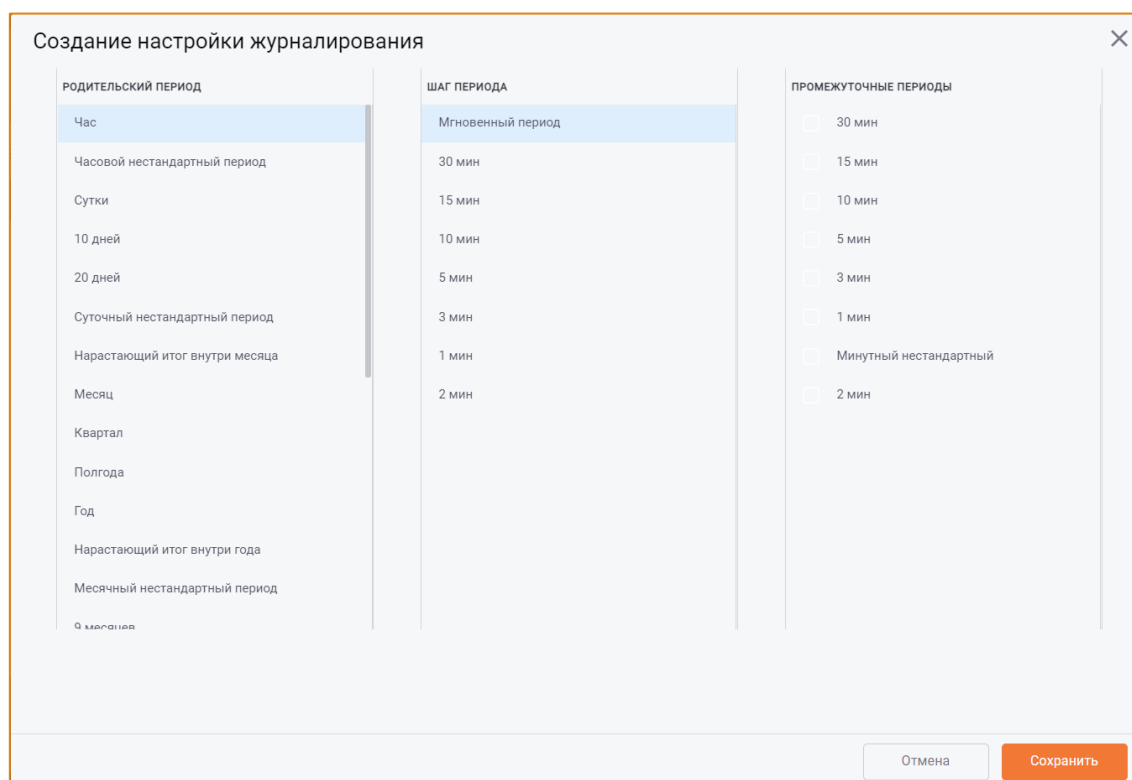 Создание настройки журналирования
РОДИТЕЛЬСКИЙ ПЕРИОД
Час
Часовой нестандартный период
Сутки
10 дней
20 дней
Суточный нестандартный период
Нарастающий итог внутри месяца
Месяц
Квартал
Полгода
Год
Нарастающий итог внутри года
Месячный нестандартный период
9 месяцев
ШАГ ПЕРИОДА
Мгновенный период
30 мин
15 мин
10 мин
5 мин
3 мин
1 мин
2 мин
ПРОМЕЖУТОЧНЫЕ ПЕРИОДЫ
30 мин
15 мин
10 мин
5 мин
3 мин
1 мин
Минутный нестандартный
2 мин
Отмена
Сохранить